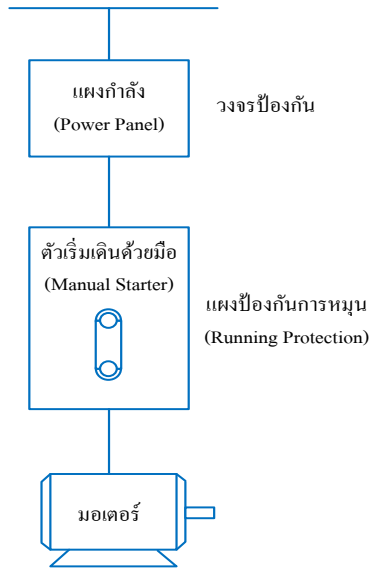 แผงกำลัง
(Power Panel)
วงจรป้องกัน
ตัวเริ่มเดินด้วยมือ
(Manual Starter)
แผงป้องกันการหมุน
(Running Protection)
มอเตอร์